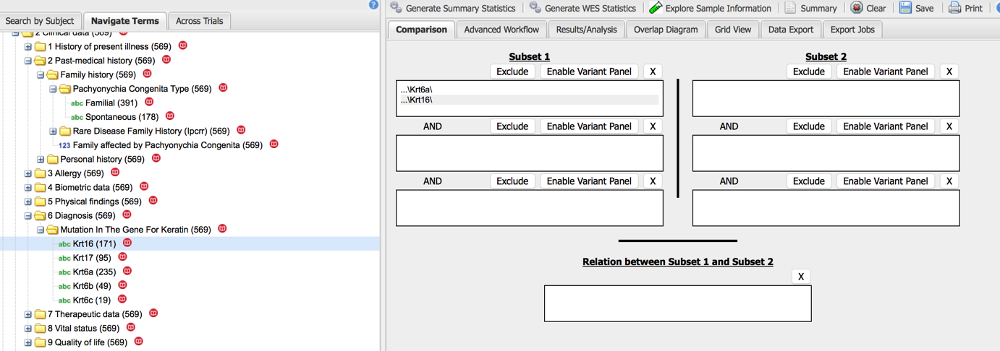 Search by Subject Navigate Terms Across Trials
2 Clinical data (569)
1 History of present illness (569)
2 Past-medical history (569)
Family history (569)
Pachyonychia Congenita Type (569)
abc Familial (391)
abc Spontaneous (178)
Rare Disease Family History (Ipcrr) (569)
123 Family affected by Pachyonychia Congenita (569)
Personal history (569)
3 Allergy (569)
4 Biometric data (569)
5 Physical findings (569)
6 Diagnosis (569)
Mutation In The Gene For Keratin (569)
abc Krt16 (171)
abc Krt17 (95)
abc Krt6a (235)
abc Krt6b (49)
abc Krt6c (19)
7 Therapeutic data (569)
8 Vital status (569)
9 Quality of life (569)
Generate Summary Statistics Generate WES Statistics Explore Sample Information Summary Clear Save Print
Comparison Advanced Workflow Results/Analysis Overlap Diagram Grid View Data Export Export Jobs
Subset 1 Subset 2
Exclude Enable Variant Panel X Exclude Enable Variant Panel X
...\Krt6a\
...\Krt16\
AND Exclude Enable Variant Panel X AND Exclude Enable Variant Panel X
AND Exclude Enable Variant Panel X AND Exclude Enable Variant Panel X
Relation between Subset 1 and Subset 2
X